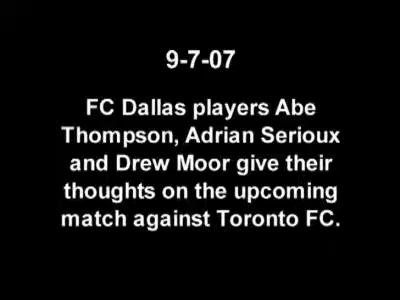 9-7-07
FC Dallas players Abe
Thompson, Adrian Serioux
and Drew Moor give their
thoughts on the upcoming
match against Toronto FC.